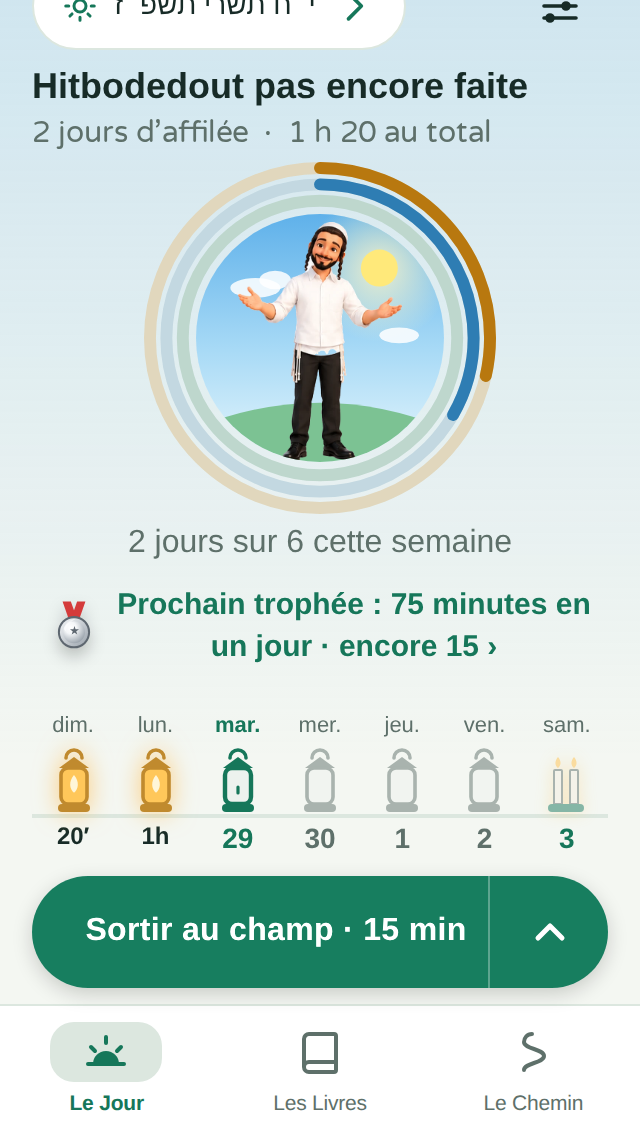 י״ח תשרי תשפ״ז
Hitbodedout pas encore faite
2 jours d’affilée · 1 h 20 au total
2 jours sur 6 cette semaine
Prochain trophée : 75 minutes en
un jour · encore 15 ›
dim. lun. mar. mer. jeu. ven. sam.
20′ 1h 29 30 1 2 3
Sortir au champ · 15 min
Le Jour Les Livres Le Chemin